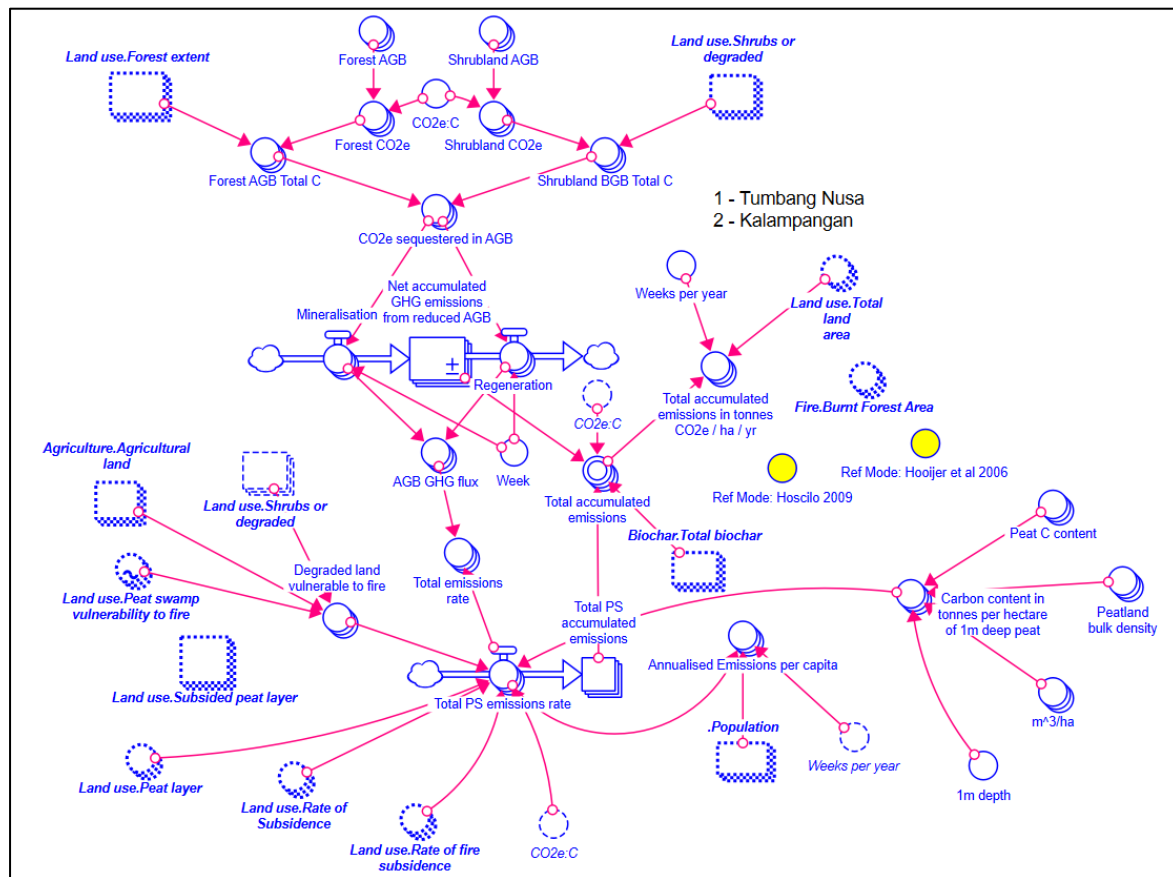 Land use.Forest extent
Forest AGB
Shrubland AGB
Land use.Shrubs or
degraded
CO2e:C
Forest CO2e
Shrubland CO2e
Forest AGB Total C
Shrubland BGB Total C
1 - Tumbang Nusa
2 - Kalampangan
CO2e sequestered in AGB
Net accumulated
GHG emissions
from reduced AGB
Mineralisation
±
Regeneration
Weeks per year
Land use.Total
land
area
Total accumulated
emissions in tonnes
CO2e / ha / yr
Fire.Burnt Forest Area
CO2e:C
Agriculture.Agricultural
land
Land use.Shrubs or
degraded
AGB GHG flux
Week
Total accumulated
emissions
Ref Mode: Hoscilo 2009
Ref Mode: Hooijer et al 2006
Biochar.Total biochar
Peat C content
Degraded land
vulnerable to fire
Land use.Peat swamp
vulnerability to fire
Total emissions
rate
Total PS
accumulated
emissions
Carbon content in
tonnes per hectare
of 1m deep peat
Peatland
bulk density
Land use.Subsided peat layer
Total PS emissions rate
Annualised Emissions per capita
m^3/ha
.Population
Weeks per year
1m depth
Land use.Peat layer
Land use.Rate of
Subsidence
Land use.Rate of fire
subsidence
CO2e:C